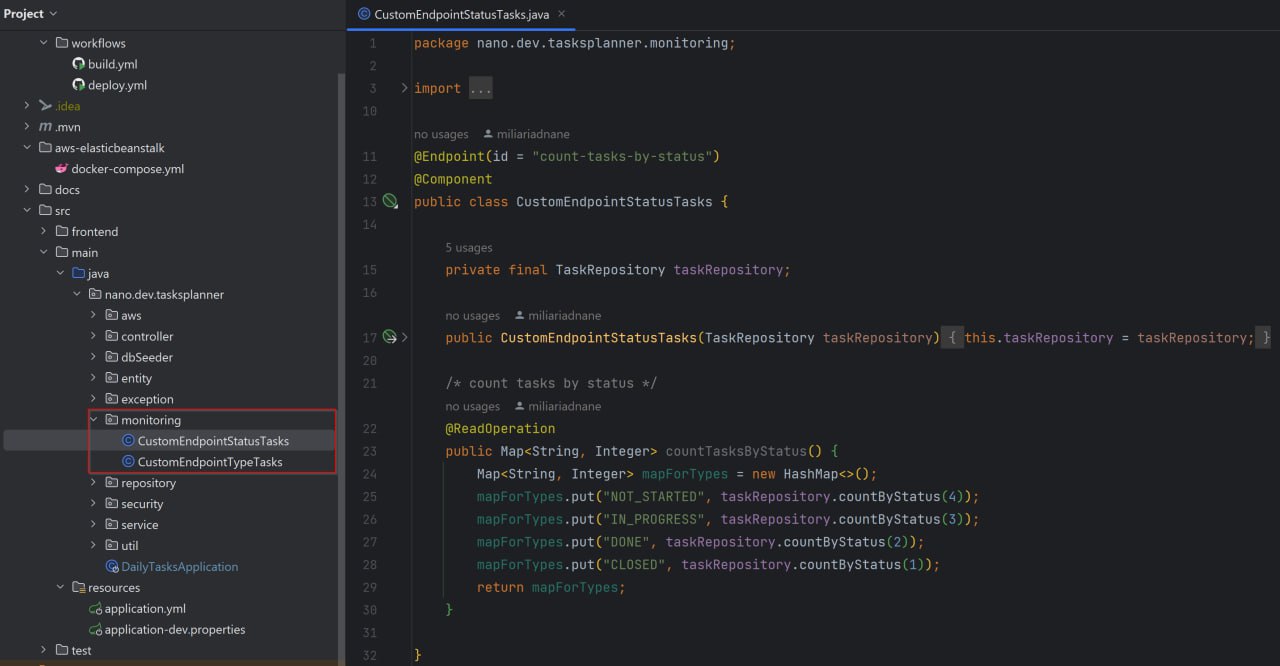 Project
workflows
build.yml
deploy.yml
.idea
.mvn
aws-elasticbeanstalk
docker-compose.yml
docs
src
frontend
main
java
nano.dev.tasksplanner
aws
controller
dbSeeder
entity
exception
monitoring
CustomEndpointStatusTasks
CustomEndpointTypeTasks
repository
security
service
util
DailyTasksApplication
resources
application.yml
application-dev.properties
test
CustomEndpointStatusTasks.java
1 package nano.dev.tasksplanner.monitoring;
2
3 import ...
10
no usages miliariadnane
11 @Endpoint(id = "count-tasks-by-status")
12 @Component
13 public class CustomEndpointStatusTasks {
14
5 usages
15 private final TaskRepository taskRepository;
16
no usages miliariadnane
17 public CustomEndpointStatusTasks(TaskRepository taskRepository) { this.taskRepository = taskRepository; }
20
21 /* count tasks by status */
no usages miliariadnane
22 @ReadOperation
23 public Map<String, Integer> countTasksByStatus() {
24 Map<String, Integer> mapForTypes = new HashMap<>();
25 mapForTypes.put("NOT_STARTED", taskRepository.countByStatus(4));
26 mapForTypes.put("IN_PROGRESS", taskRepository.countByStatus(3));
27 mapForTypes.put("DONE", taskRepository.countByStatus(2));
28 mapForTypes.put("CLOSED", taskRepository.countByStatus(1));
29 return mapForTypes;
30 }
31
32 }